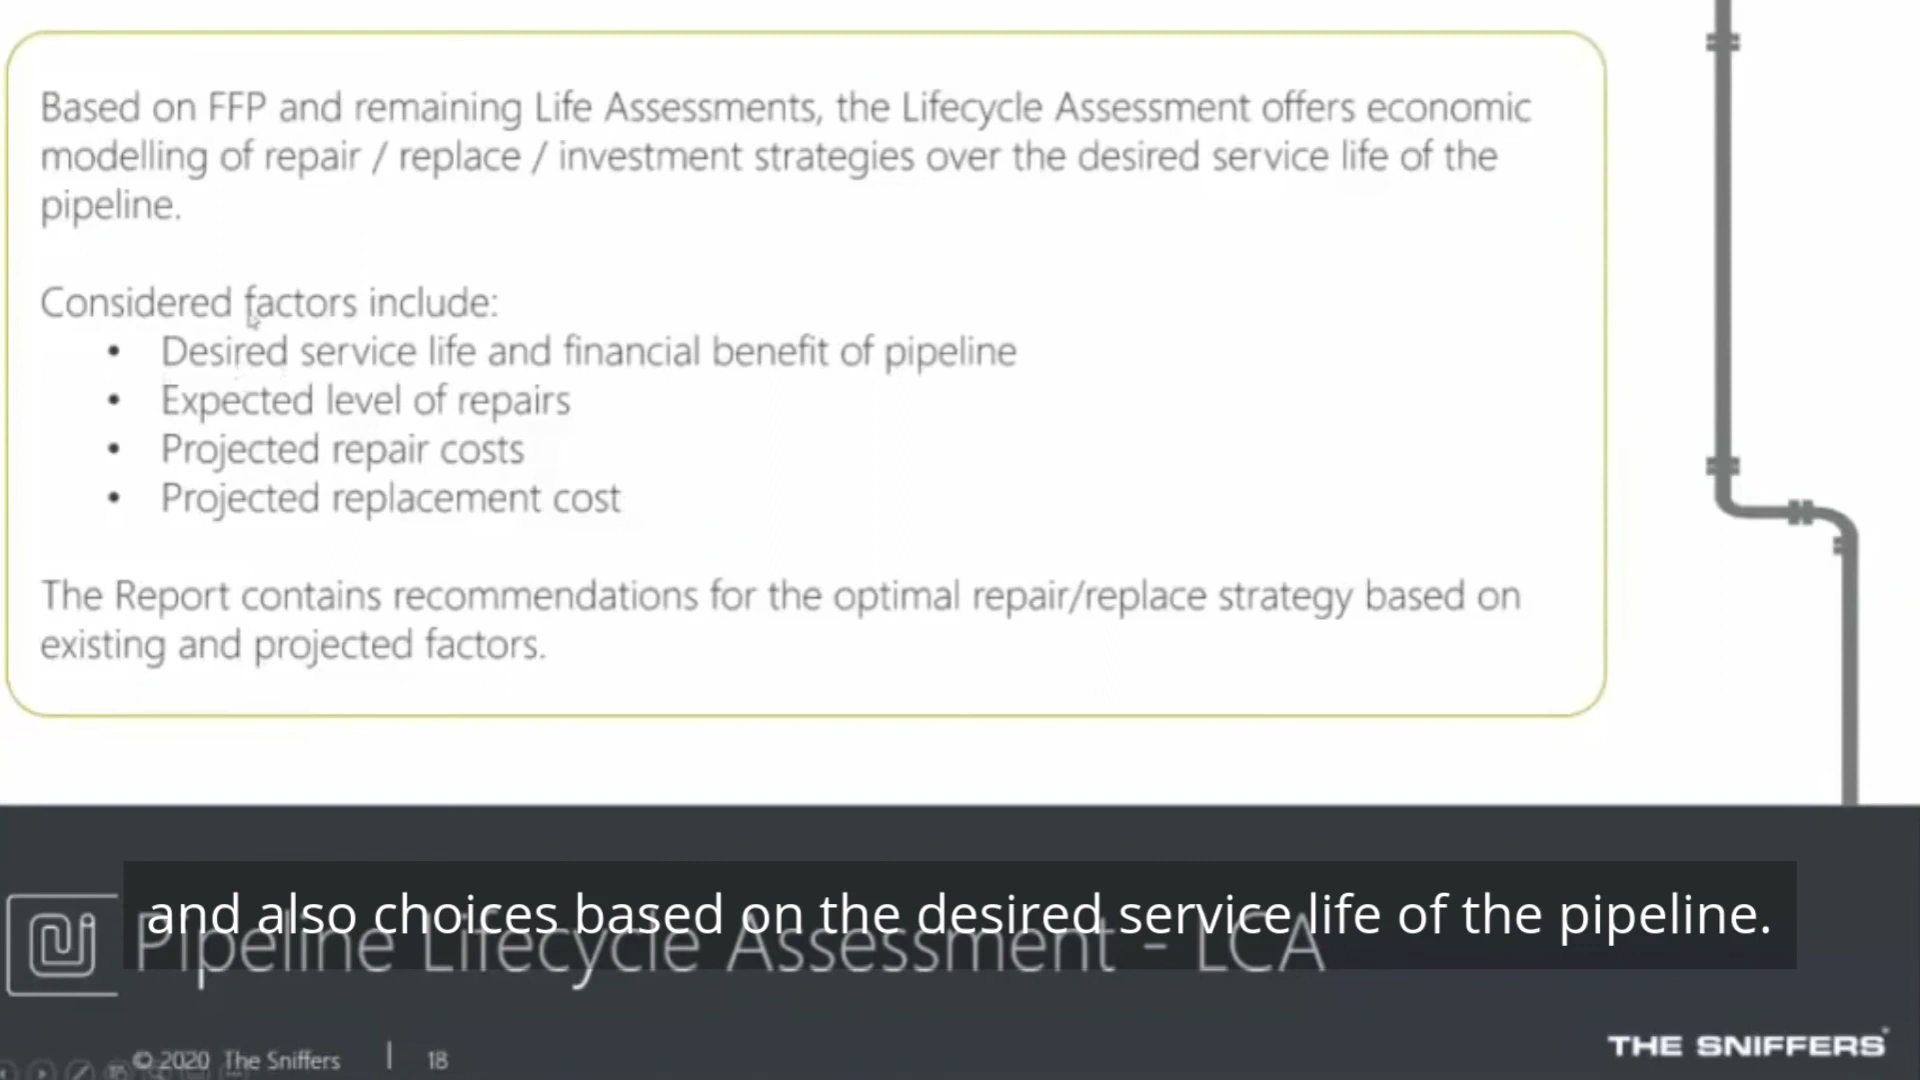 Based on FFP and remaining Life Assessments, the Lifecycle Assessment offers economic
modelling of repair / replace / investment strategies over the desired service life of the
pipeline.
Considered factors include:
• Desired service life and financial benefit of pipeline
• Expected level of repairs
• Projected repair costs
• Projected replacement cost
The Report contains recommendations for the optimal repair/replace strategy based on
existing and projected factors.
and also choices based on the desired service life of the pipeline.
Pipeline Lifecycle Assessment - LCA
© 2020 The Sniffers | 18
THE SNIFFERS